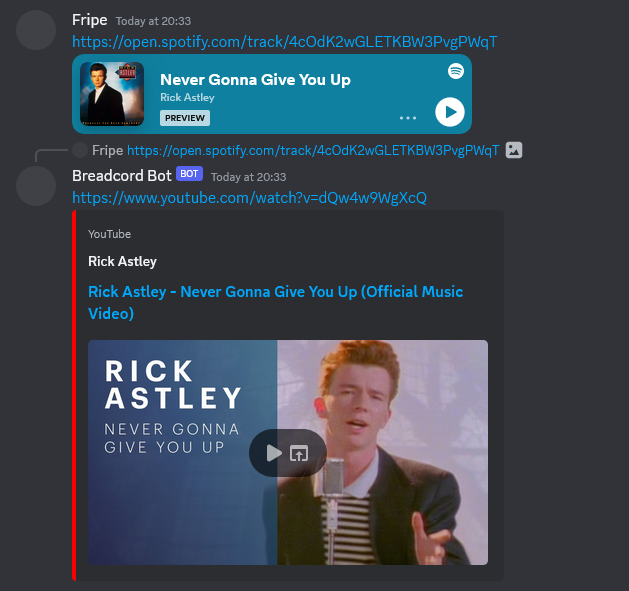 Fripe Today at 20:33
https://open.spotify.com/track/4cOdK2wGLETKBW3PvgPWqT
Never Gonna Give You Up
Rick Astley
PREVIEW
Fripe https://open.spotify.com/track/4cOdK2wGLETKBW3PvgPWqT
Breadcord Bot BOT Today at 20:33
https://www.youtube.com/watch?v=dQw4w9WgXcQ
YouTube
Rick Astley
Rick Astley - Never Gonna Give You Up (Official Music
Video)
RICK
ASTLEY
NEVER GONNA
GIVE YOU UP